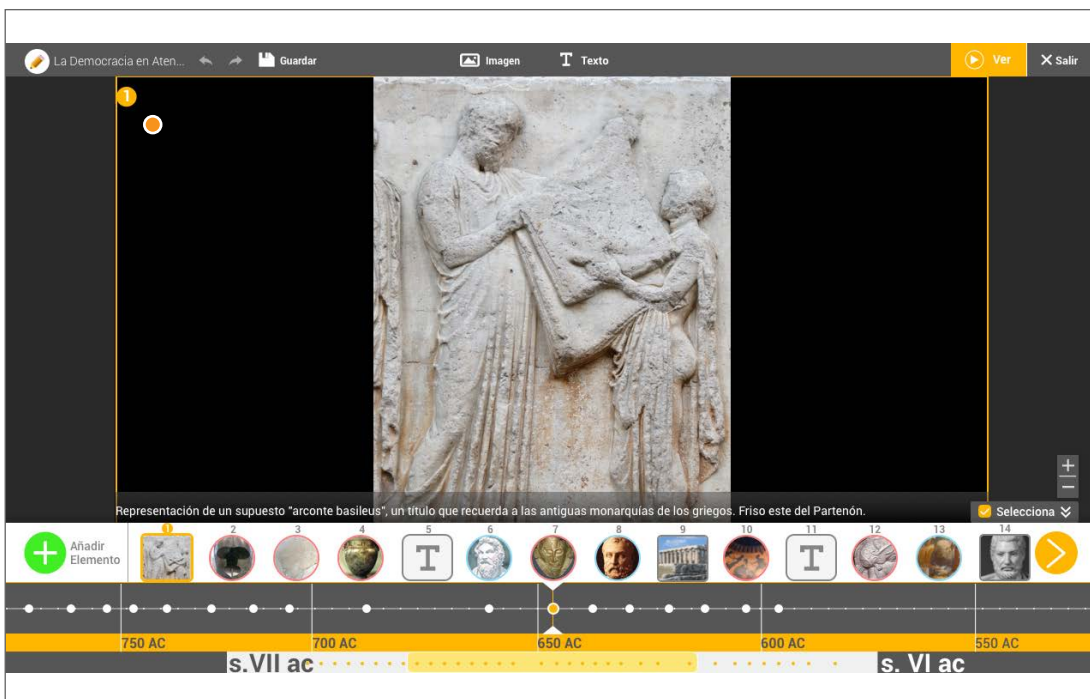 La Democracia en Aten... Guardar Imagen Texto Ver Salir
1
Representación de un supuesto "arconte basileus", un título que recuerda a las antiguas monarquías de los griegos. Friso este del Partenón.
+
−
Selecciona
1 2 3 4 5 6 7 8 9 10 11 12 13 14
Añadir
Elemento
T T
750 AC 700 AC 650 AC 600 AC 550 AC
s.VII ac s. VI ac